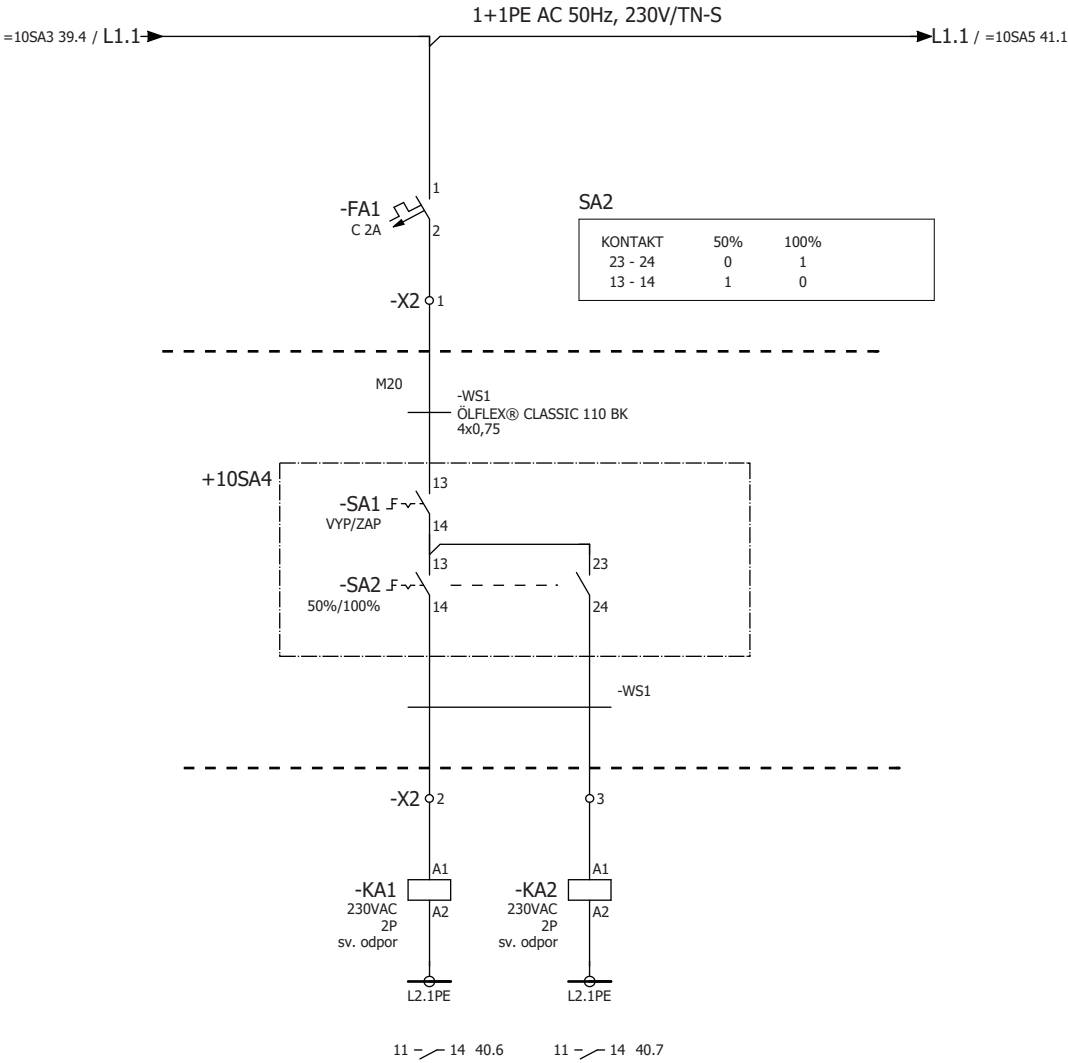 1+1PE AC 50Hz, 230V/TN-S
=10SA3 39.4 / L1.1
L1.1 / =10SA5 41.1
1
-FA1
C 2A
2
SA2
KONTAKT 50% 100%
23 - 24 0 1
13 - 14 1 0
-X2 1
M20
-WS1
ÖLFLEX® CLASSIC 110 BK
4x0,75
+10SA4
13
-SA1
VYP/ZAP
14
13 23
-SA2
50%/100%
14 24
-WS1
-X2 2 3
A1 A1
-KA1 -KA2
230VAC A2 230VAC A2
2P 2P
sv. odpor sv. odpor
L2.1PE L2.1PE
11 14 40.6 11 14 40.7